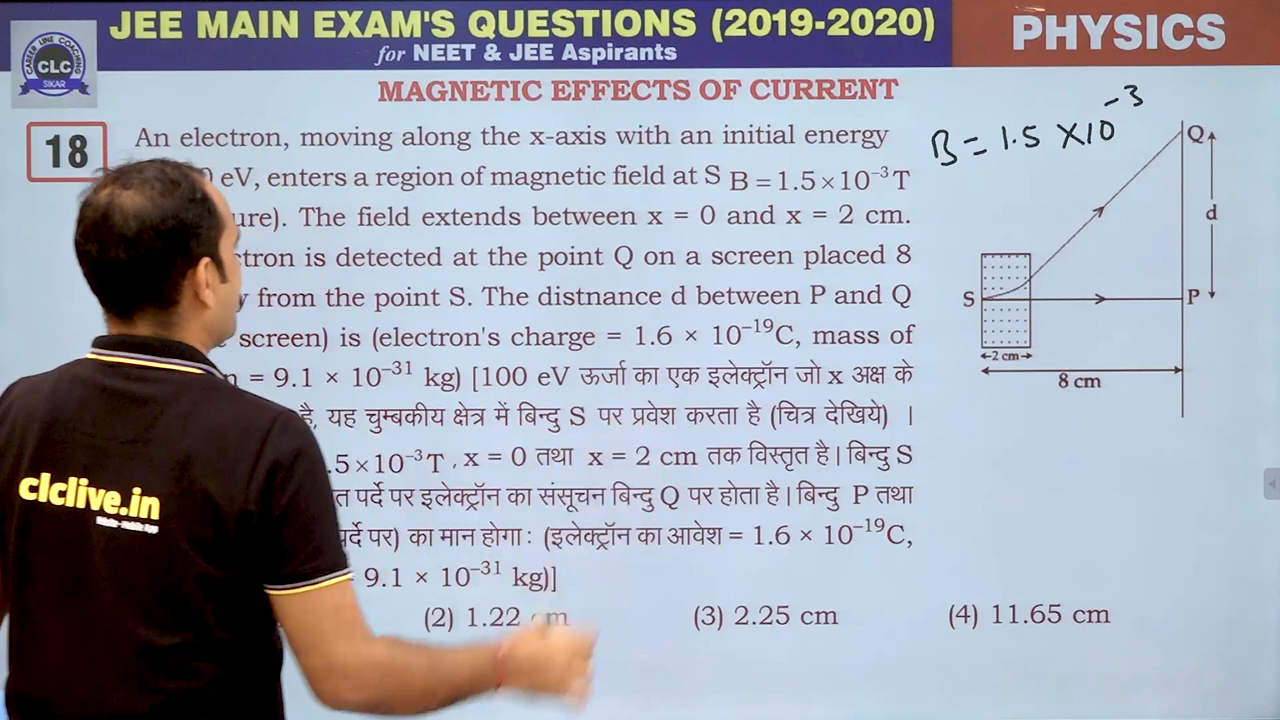 JEE MAIN EXAM'S QUESTIONS (2019-2020)
for NEET & JEE Aspirants
PHYSICS
CAREER LINE COACHING
CLC
SIKAR
MAGNETIC EFFECTS OF CURRENT
B = 1.5 X10⁻³
18
An electron, moving along the x-axis with an initial energy
eV, enters a region of magnetic field at S B = 1.5×10⁻³T
ure). The field extends between x = 0 and x = 2 cm.
tron is detected at the point Q on a screen placed 8
from the point S. The distnance d between P and Q
screen) is (electron's charge = 1.6 × 10⁻¹⁹C, mass of
= 9.1 × 10⁻³¹ kg) [100 eV ऊर्जा का एक इलेक्ट्रॉन जो x अक्ष के
है, यह चुम्बकीय क्षेत्र में बिन्दु S पर प्रवेश करता है (चित्र देखिये) ।
.5×10⁻³T , x = 0 तथा x = 2 cm तक विस्तृत है। बिन्दु S
पर्दे पर इलेक्ट्रॉन का संसूचन बिन्दु Q पर होता है। बिन्दु P तथा
पर्दे पर) का मान होगा: (इलेक्ट्रॉन का आवेश = 1.6 × 10⁻¹⁹C,
9.1 × 10⁻³¹ kg)]
(2) 1.22 cm (3) 2.25 cm (4) 11.65 cm
Q
d
S
P
2 cm
8 cm
clclive.in